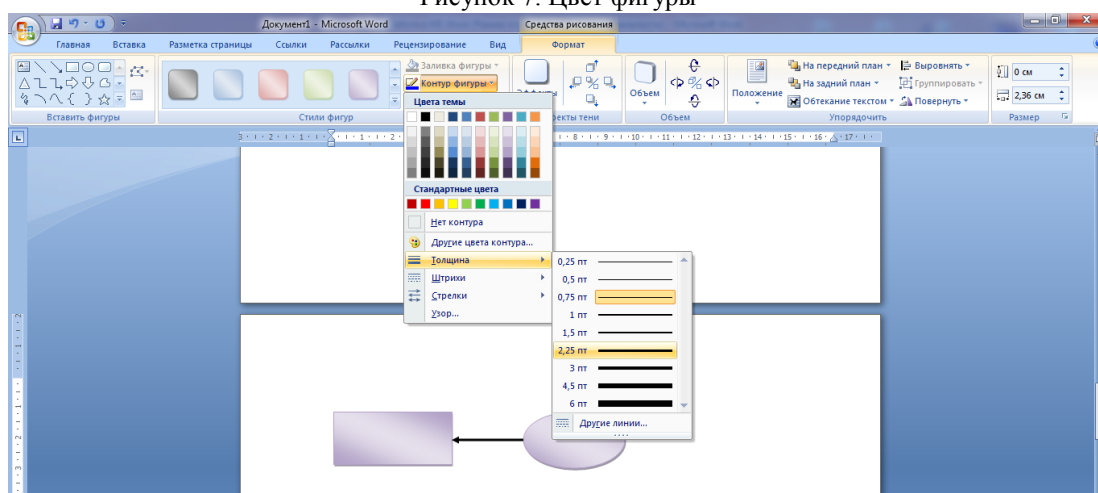 Рисунок 7. Цвет фигуры
Документ1 - Microsoft Word
Средства рисования
Главная Вставка Разметка страницы Ссылки Рассылки Рецензирование Вид Формат
Заливка фигуры
Контур фигуры
Объем
Положение
На передний план
На задний план
Обтекание текстом
Выровнять
Группировать
Повернуть
0 см
2,36 см
Вставить фигуры
Стили фигур
Объем
Упорядочить
Размер
Цвета темы
Стандартные цвета
Нет контура
Другие цвета контура...
Толщина
Штрихи
Стрелки
Узор...
0,25 пт
0,5 пт
0,75 пт
1 пт
1,5 пт
2,25 пт
3 пт
4,5 пт
6 пт
Другие линии...